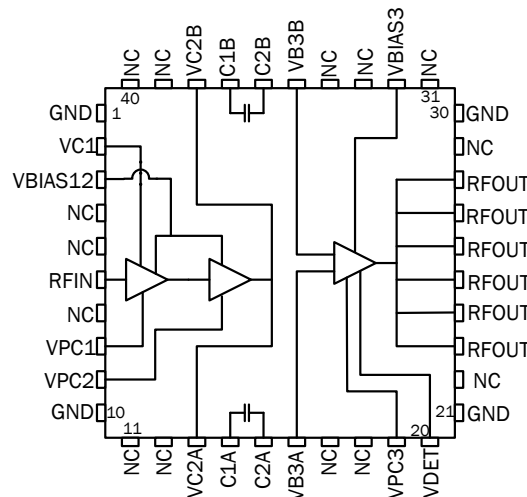 NC
NC
VC2B
C1B
C2B
VB3B
NC
NC
VBIAS3
NC
40
31
GND
1
30
GND
VC1
NC
VBIAS12
RFOUT
NC
RFOUT
NC
RFOUT
RFIN
RFOUT
NC
RFOUT
VPC1
RFOUT
VPC2
NC
GND
10
21
GND
11
20
NC
NC
VC2A
C1A
C2A
VB3A
NC
NC
VPC3
VDET